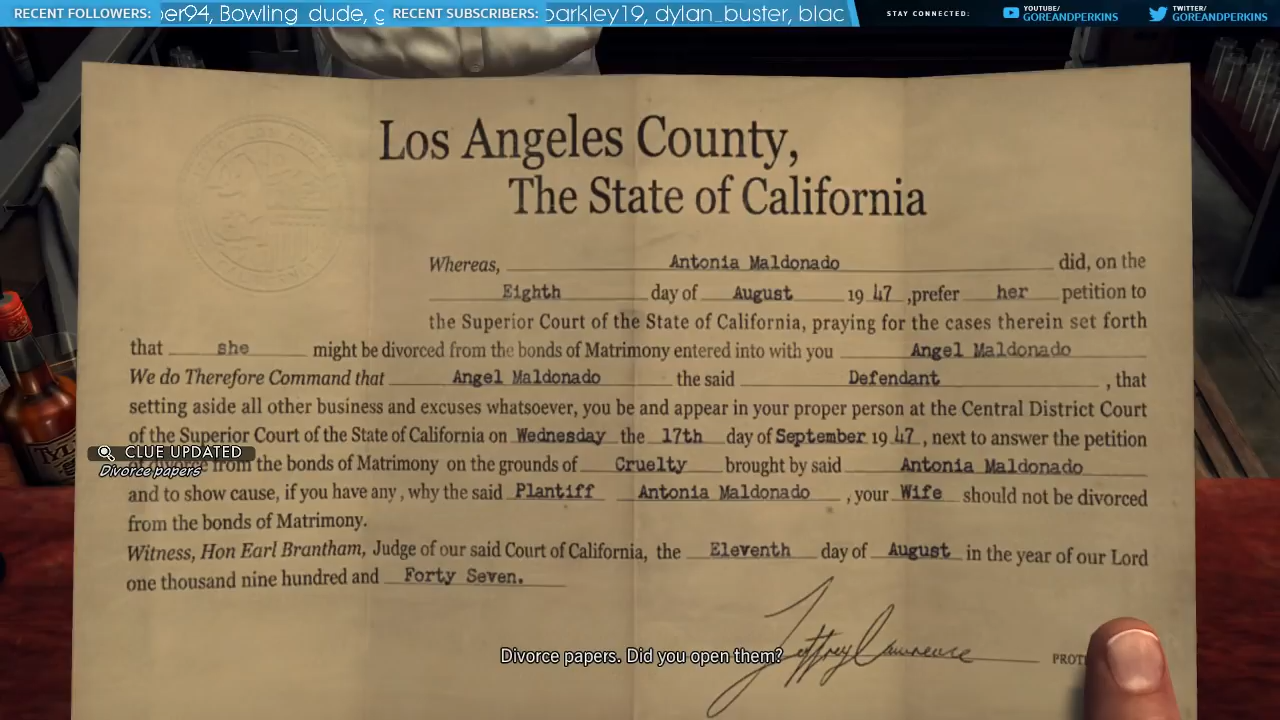 RECENT FOLLOWERS: er94, Bowling_dude, g RECENT SUBSCRIBERS: parkley19, dylan_buster, blac STAY CONNECTED: YOUTUBE/ GOREANDPERKINS TWITTER/ GOREANDPERKINS
Los Angeles County,
The State of California
Whereas, Antonia Maldonado did, on the
Eighth day of August 19 47 ,prefer her petition to
the Superior Court of the State of California, praying for the cases therein set forth
that she might be divorced from the bonds of Matrimony entered into with you Angel Maldonado
We do Therefore Command that Angel Maldonado the said Defendant , that
setting aside all other business and excuses whatsoever, you be and appear in your proper person at the Central District Court
of the Superior Court of the State of California on Wednesday the 17th day of September 19 47 , next to answer the petition
CLUE UPDATED
Divorce papers
from the bonds of Matrimony on the grounds of Cruelty brought by said Antonia Maldonado
and to show cause, if you have any , why the said Plantiff Antonia Maldonado , your Wife should not be divorced
from the bonds of Matrimony.
Witness, Hon Earl Brantham, Judge of our said Court of California, the Eleventh day of August in the year of our Lord
one thousand nine hundred and Forty Seven.
Divorce papers. Did you open them?
Jeffrey Lawrence